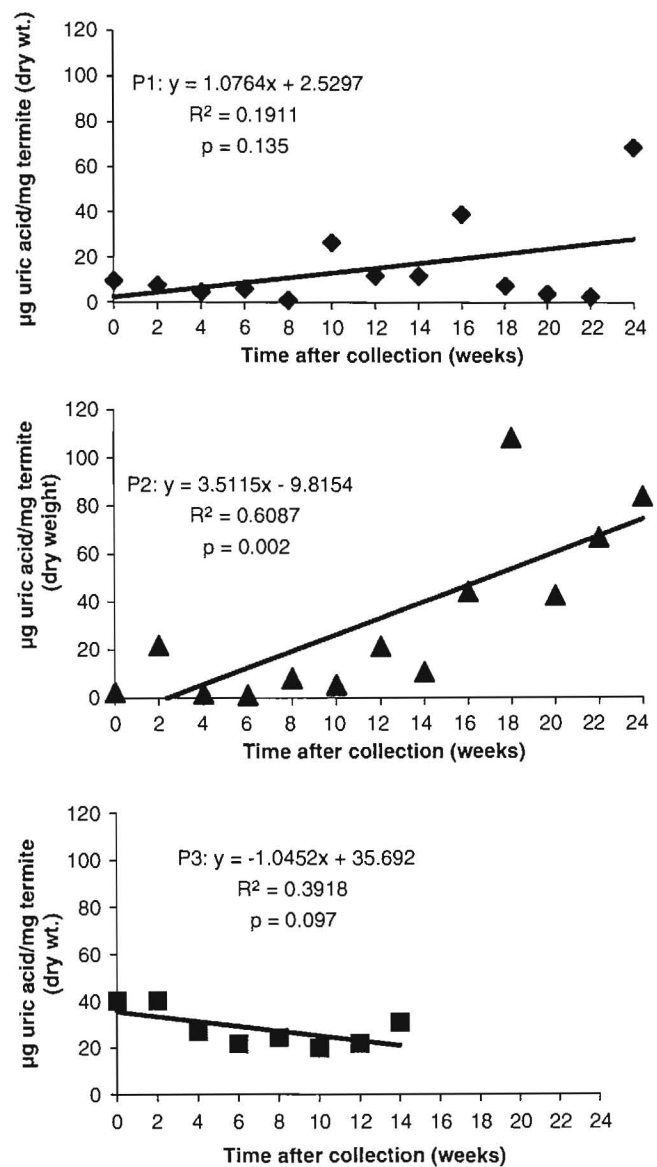 µg uric acid/mg termite (dry wt.)
120
100
80
60
40
20
0
P1: y = 1.0764x + 2.5297
R² = 0.1911
p = 0.135
0 2 4 6 8 10 12 14 16 18 20 22 24
Time after collection (weeks)
µg uric acid/mg termite
(dry weight)
120
100
80
60
40
20
0
P2: y = 3.5115x - 9.8154
R² = 0.6087
p = 0.002
0 2 4 6 8 10 12 14 16 18 20 22 24
Time after collection (weeks)
µg uric acid/mg termite
(dry wt.)
120
100
80
60
40
20
0
P3: y = -1.0452x + 35.692
R² = 0.3918
p = 0.097
0 2 4 6 8 10 12 14 16 18 20 22 24
Time after collection (weeks)